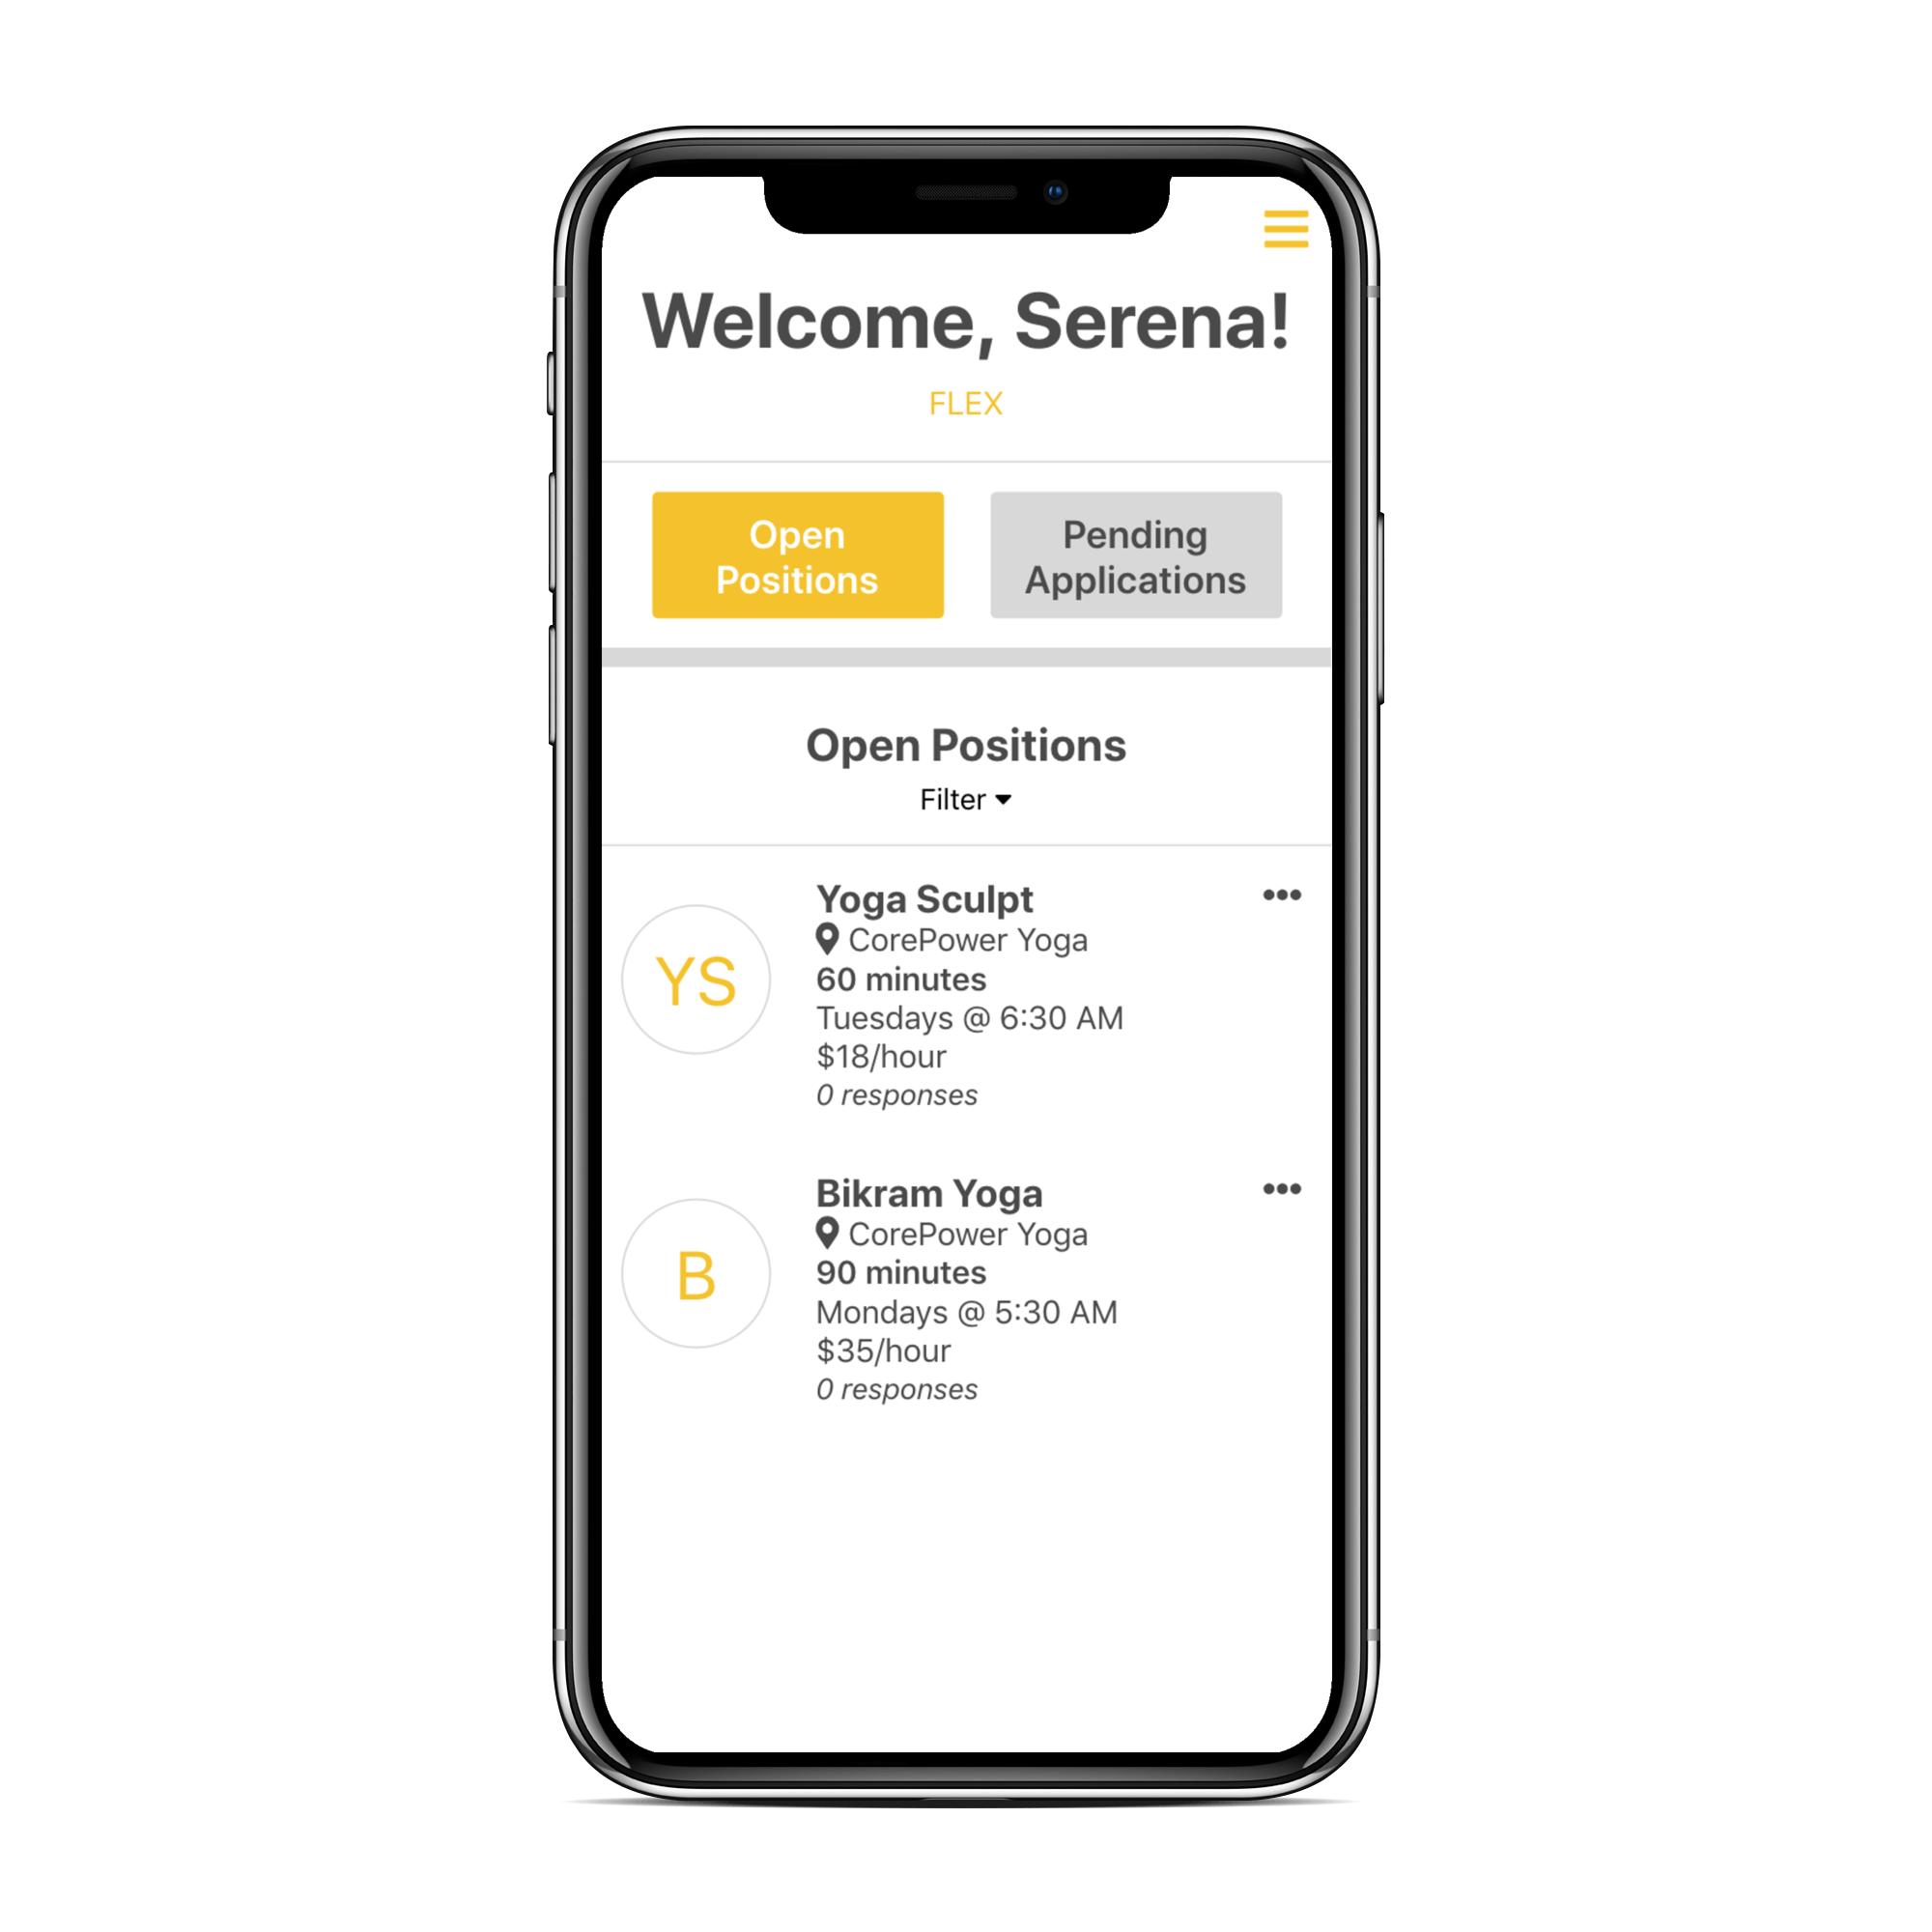 Welcome, Serena!
FLEX
Open
Positions
Pending
Applications
Open Positions
Filter
YS
Yoga Sculpt
CorePower Yoga
60 minutes
Tuesdays @ 6:30 AM
$18/hour
0 responses
B
Bikram Yoga
CorePower Yoga
90 minutes
Mondays @ 5:30 AM
$35/hour
0 responses